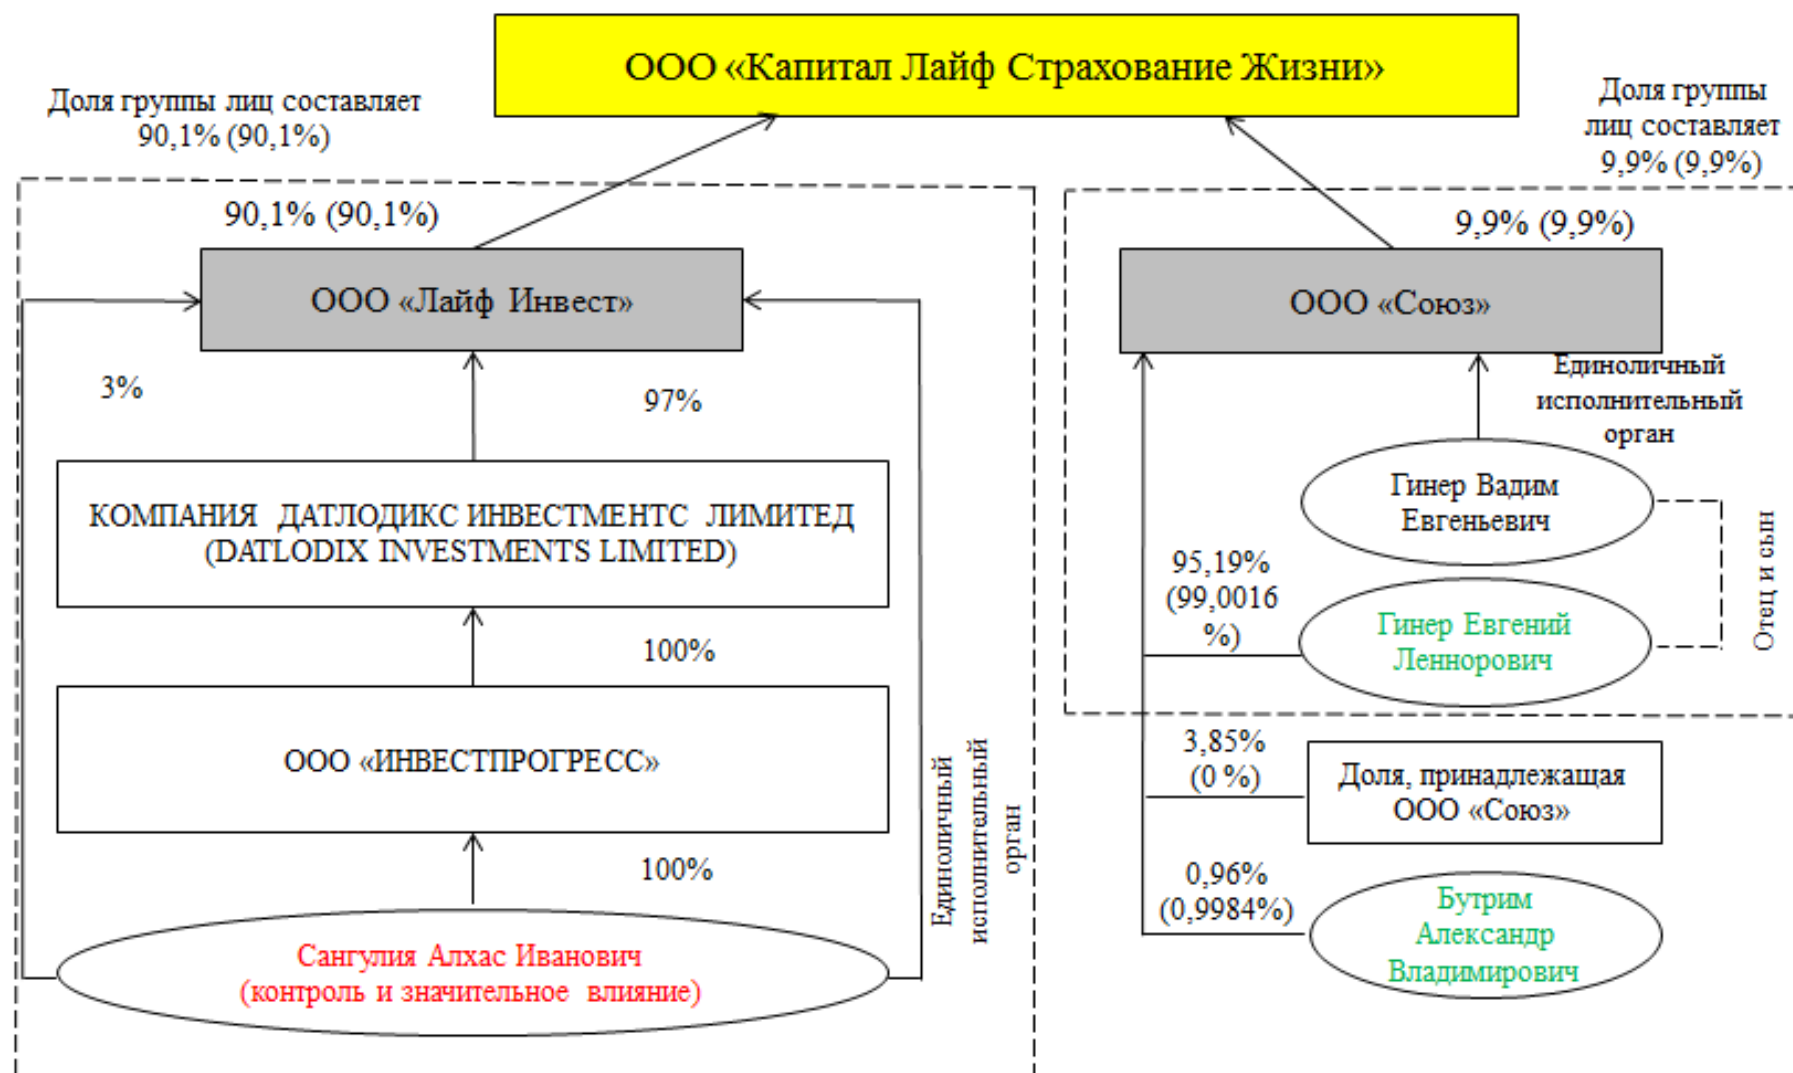 ООО «Капитал Лайф Страхование Жизни»
Доля группы лиц составляет
90,1% (90,1%)
Доля группы
лиц составляет
9,9% (9,9%)
90,1% (90,1%)
9,9% (9,9%)
ООО «Лайф Инвест»
ООО «Союз»
3%
97%
Единоличный
исполнительный
орган
КОМПАНИЯ ДАТЛОДИКС ИНВЕСТМЕНТС ЛИМИТЕД
(DATLODIX INVESTMENTS LIMITED)
Гинер Вадим
Евгеньевич
Отец и сын
95,19%
(99,0016
%)
Гинер Евгений
Леннорович
100%
ООО «ИНВЕСТПРОГРЕСС»
3,85%
(0 %)
Доля, принадлежащая
ООО «Союз»
Единоличный
исполнительный
орган
100%
0,96%
(0,9984%)
Бутрим
Александр
Владимирович
Сангулия Алхас Иванович
(контроль и значительное влияние)